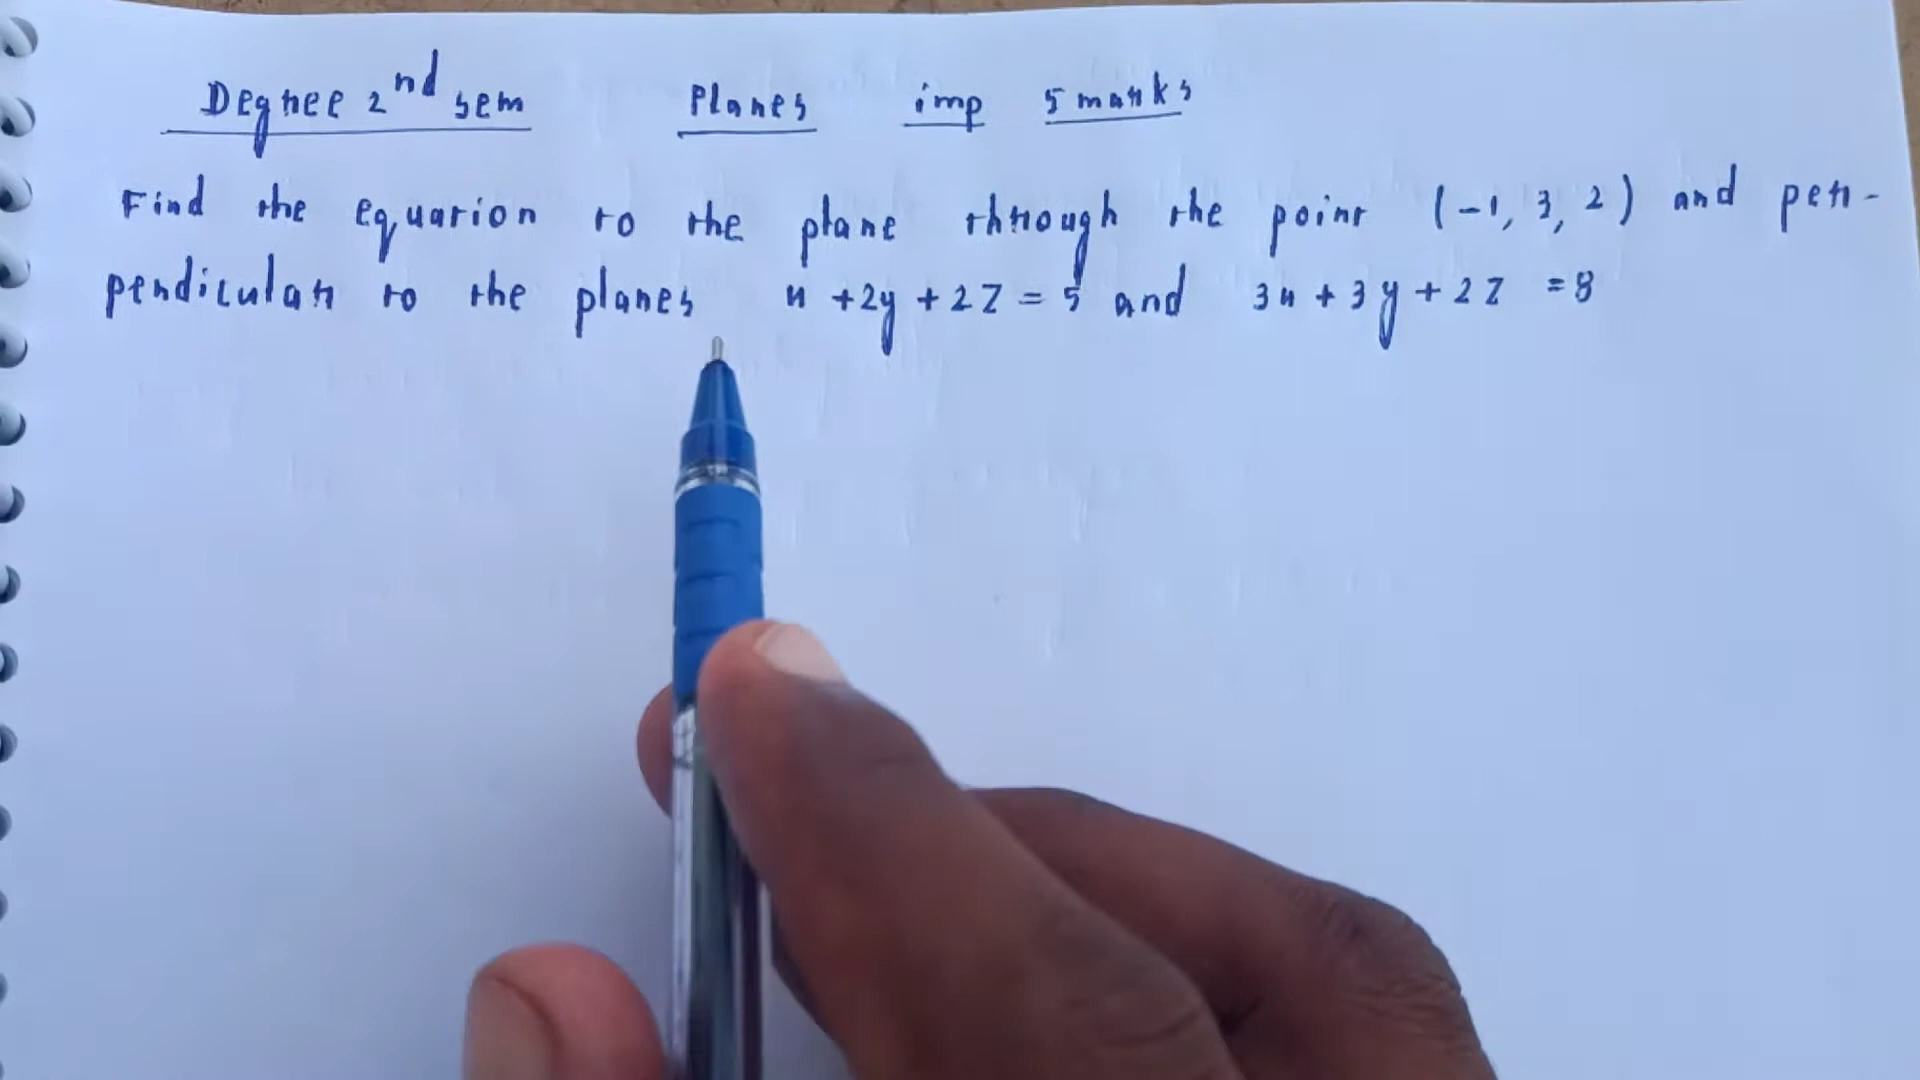 Degree 2nd sem Planes imp 5 marks
Find the equation to the plane through the point (-1, 3, 2) and per-
pendicular to the planes x + 2y + 2z = 5 and 3x + 3y + 2z = 8